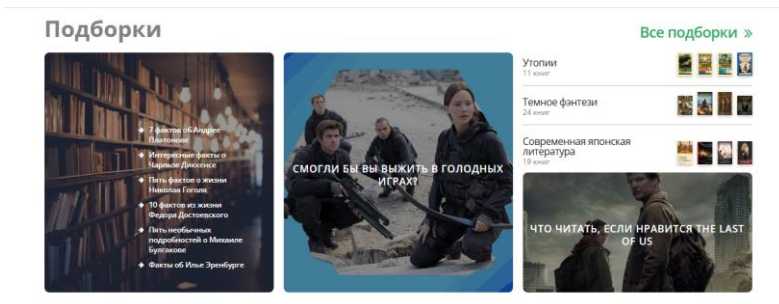 Подборки
Все подборки »
7 фактов об Андрее
Платонове
Интересные факты о
Чарльзе Диккенсе
Пять фактов о жизни
Николая Гоголя
10 фактов из жизни
Федора Достоевского
Пять необычных
подробностей о Михаиле
Булгакове
Факты об Илье Эренбурге
СМОГЛИ БЫ ВЫ ВЫЖИТЬ В ГОЛОДНЫХ
ИГРАХ?
Утопии
11 книг
Темное фэнтези
24 книг
Современная японская
литература
19 книг
ЧТО ЧИТАТЬ, ЕСЛИ НРАВИТСЯ THE LAST
OF US